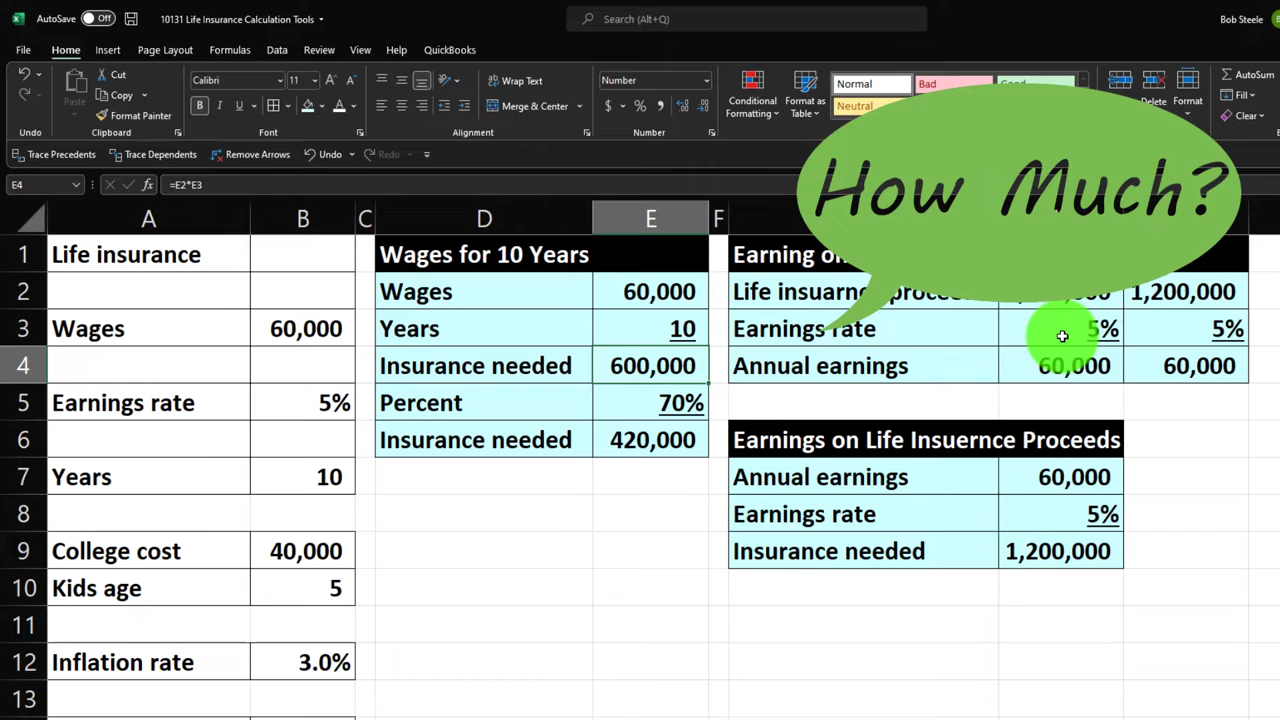 AutoSave Off 10131 Life Insurance Calculation Tools Search (Alt+Q) Bob Steele
File Home Insert Page Layout Formulas Data Review View Help QuickBooks
Cut Calibri 11 Wrap Text Number Normal Bad Good AutoSum
Paste Copy B I U Merge & Center $ % Conditional Formatting Format as Table Neutral Delete Format Fill
Format Painter Clear
Undo Clipboard Font Alignment Number
Trace Precedents Trace Dependents Remove Arrows Undo Redo
How Much?
E4 fx =E2*E3
A B C D E F
1 Life insurance Wages for 10 Years Earning on
2 Wages 60,000 Life insuarn 1,200,000
3 Wages 60,000 Years 10 Earnings rate 5% 5%
4 Insurance needed 600,000 Annual earnings 60,000 60,000
5 Earnings rate 5% Percent 70%
6 Insurance needed 420,000 Earnings on Life Insuernce Proceeds
7 Years 10 Annual earnings 60,000
8 Earnings rate 5%
9 College cost 40,000 Insurance needed 1,200,000
10 Kids age 5
11
12 Inflation rate 3.0%
13